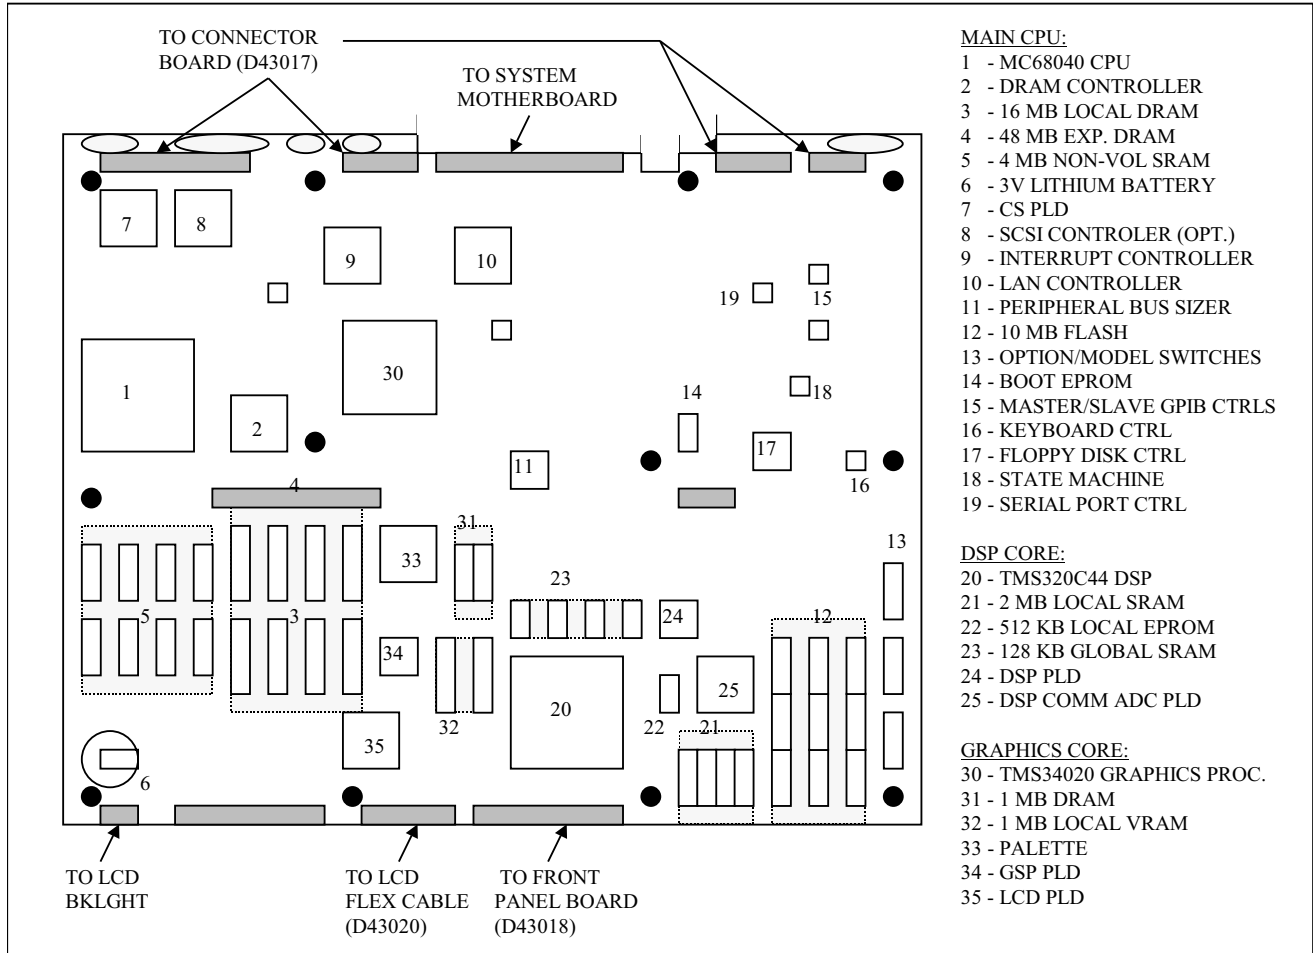 TO CONNECTOR
BOARD (D43017)
TO SYSTEM
MOTHERBOARD
7
8
9
10
19
15
1
30
18
14
2
17
11
16
4
31
13
33
23
5
3
24
12
34
25
20
32
22
21
35
6
TO LCD
BKLGHT
TO LCD
FLEX CABLE
(D43020)
TO FRONT
PANEL BOARD
(D43018)
MAIN CPU:
1 - MC68040 CPU
2 - DRAM CONTROLLER
3 - 16 MB LOCAL DRAM
4 - 48 MB EXP. DRAM
5 - 4 MB NON-VOL SRAM
6 - 3V LITHIUM BATTERY
7 - CS PLD
8 - SCSI CONTROLER (OPT.)
9 - INTERRUPT CONTROLLER
10 - LAN CONTROLLER
11 - PERIPHERAL BUS SIZER
12 - 10 MB FLASH
13 - OPTION/MODEL SWITCHES
14 - BOOT EPROM
15 - MASTER/SLAVE GPIB CTRLS
16 - KEYBOARD CTRL
17 - FLOPPY DISK CTRL
18 - STATE MACHINE
19 - SERIAL PORT CTRL
DSP CORE:
20 - TMS320C44 DSP
21 - 2 MB LOCAL SRAM
22 - 512 KB LOCAL EPROM
23 - 128 KB GLOBAL SRAM
24 - DSP PLD
25 - DSP COMM ADC PLD
GRAPHICS CORE:
30 - TMS34020 GRAPHICS PROC.
31 - 1 MB DRAM
32 - 1 MB LOCAL VRAM
33 - PALETTE
34 - GSP PLD
35 - LCD PLD